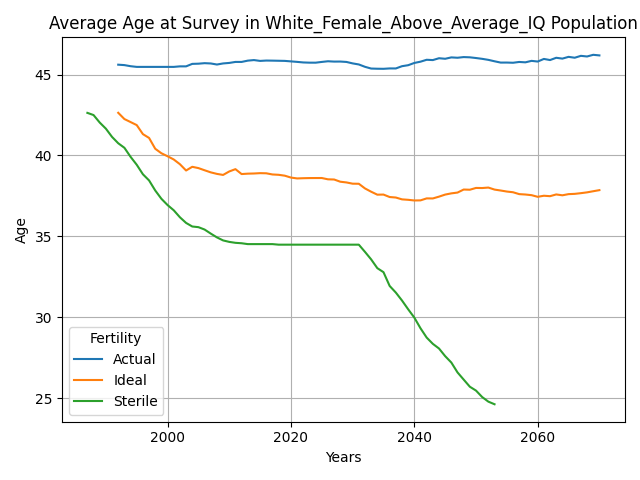 Average Age at Survey in White_Female_Above_Average_IQ Population
45
40
35
30
25
Age
Fertility
Actual
Ideal
Sterile
2000 2020 2040 2060
Years